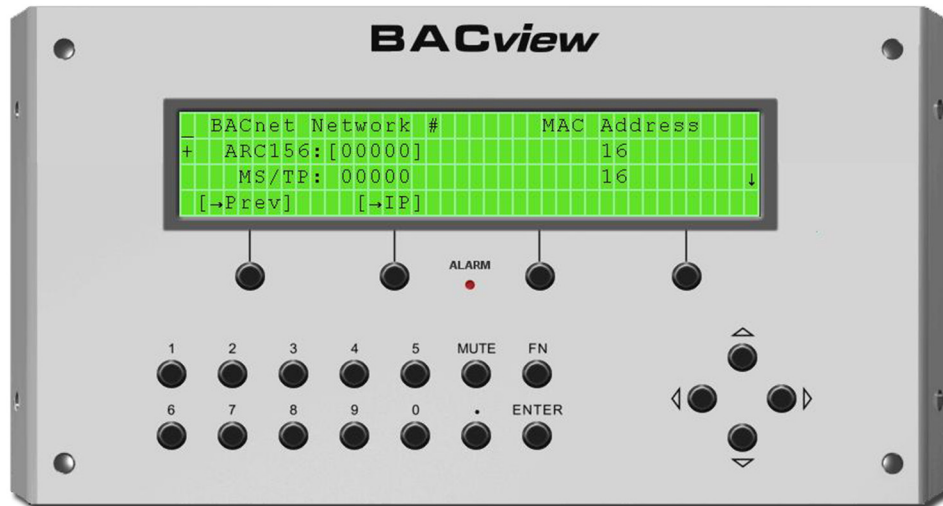 BACview
_ BACnet Network # MAC Address
+ ARC156:[00000] 16
MS/TP: 00000 16 ↓
[→Prev] [→IP]
ALARM
1 2 3 4 5 MUTE FN
6 7 8 9 0 . ENTER